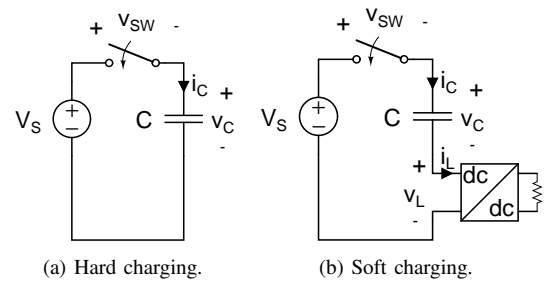 + vSW -
+ vSW -
iC
+
VS
+
−
C
vC
-
iC
+
VS
+
−
C
vC
-
+
iL
vL
-
dc
dc
(a) Hard charging.
(b) Soft charging.